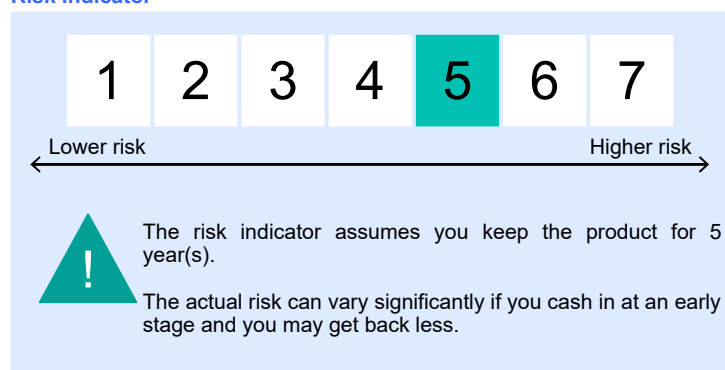 Risk indicator
1 2 3 4 5 6 7
Lower risk Higher risk
! The risk indicator assumes you keep the product for 5
year(s).
The actual risk can vary significantly if you cash in at an early
stage and you may get back less.